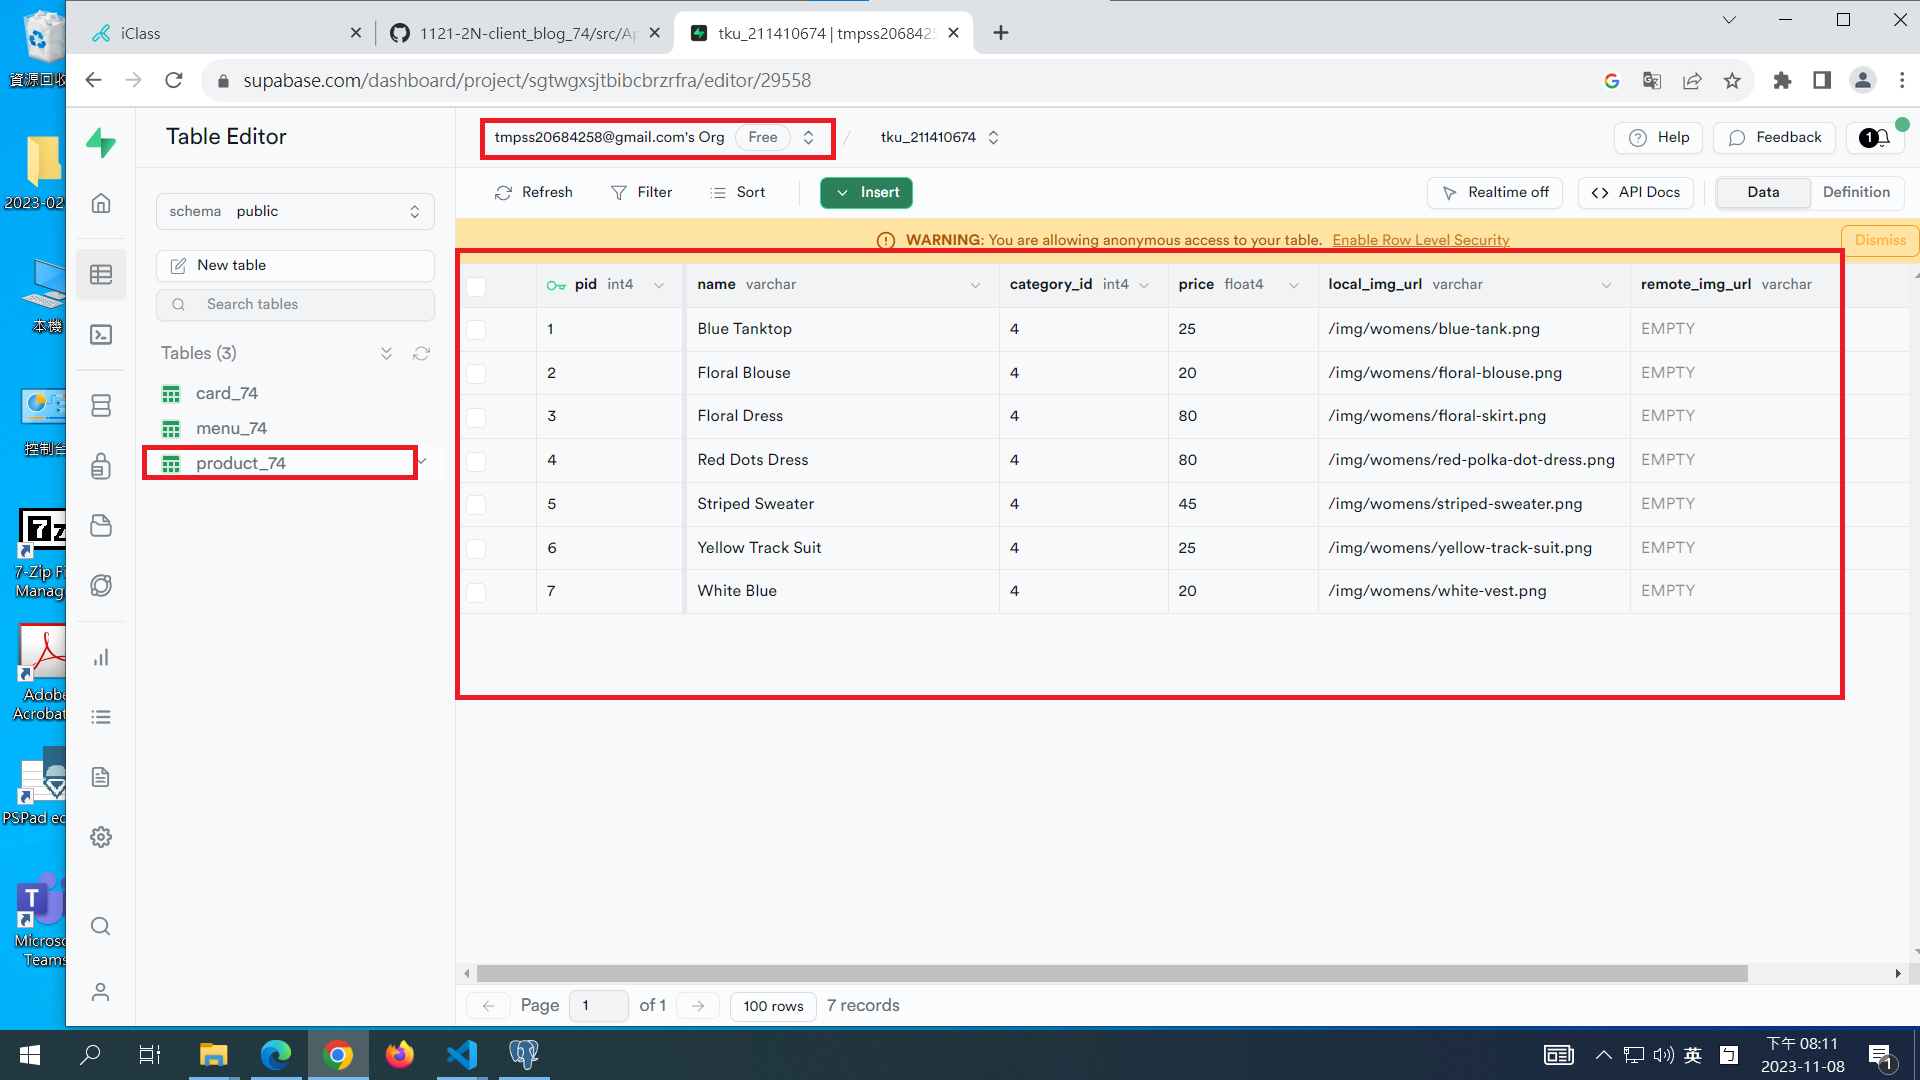 iClass
1121-2N-client_blog_74/src/Ap
tku_211410674 | tmpss2068425
supabase.com/dashboard/project/sgtwgxsjtbibcbrzrfra/editor/29558
資源回收
2023-02
本機
控制台
7-Zip Fi
Manag
Adobe
Acrobat
PSPad ed
Microso
Teams
Table Editor
tmpss20684258@gmail.com's Org Free / tku_211410674
Help Feedback 1
Refresh Filter Sort Insert Realtime off API Docs Data Definition
schema public
New table
Search tables
Tables (3)
card_74
menu_74
product_74
WARNING: You are allowing anonymous access to your table. Enable Row Level Security Dismiss
pid int4 name varchar category_id int4 price float4 local_img_url varchar remote_img_url varchar
1 Blue Tanktop 4 25 /img/womens/blue-tank.png EMPTY
2 Floral Blouse 4 20 /img/womens/floral-blouse.png EMPTY
3 Floral Dress 4 80 /img/womens/floral-skirt.png EMPTY
4 Red Dots Dress 4 80 /img/womens/red-polka-dot-dress.png EMPTY
5 Striped Sweater 4 45 /img/womens/striped-sweater.png EMPTY
6 Yellow Track Suit 4 25 /img/womens/yellow-track-suit.png EMPTY
7 White Blue 4 20 /img/womens/white-vest.png EMPTY
Page 1 of 1 100 rows 7 records
英 下午 08:11
2023-11-08
1